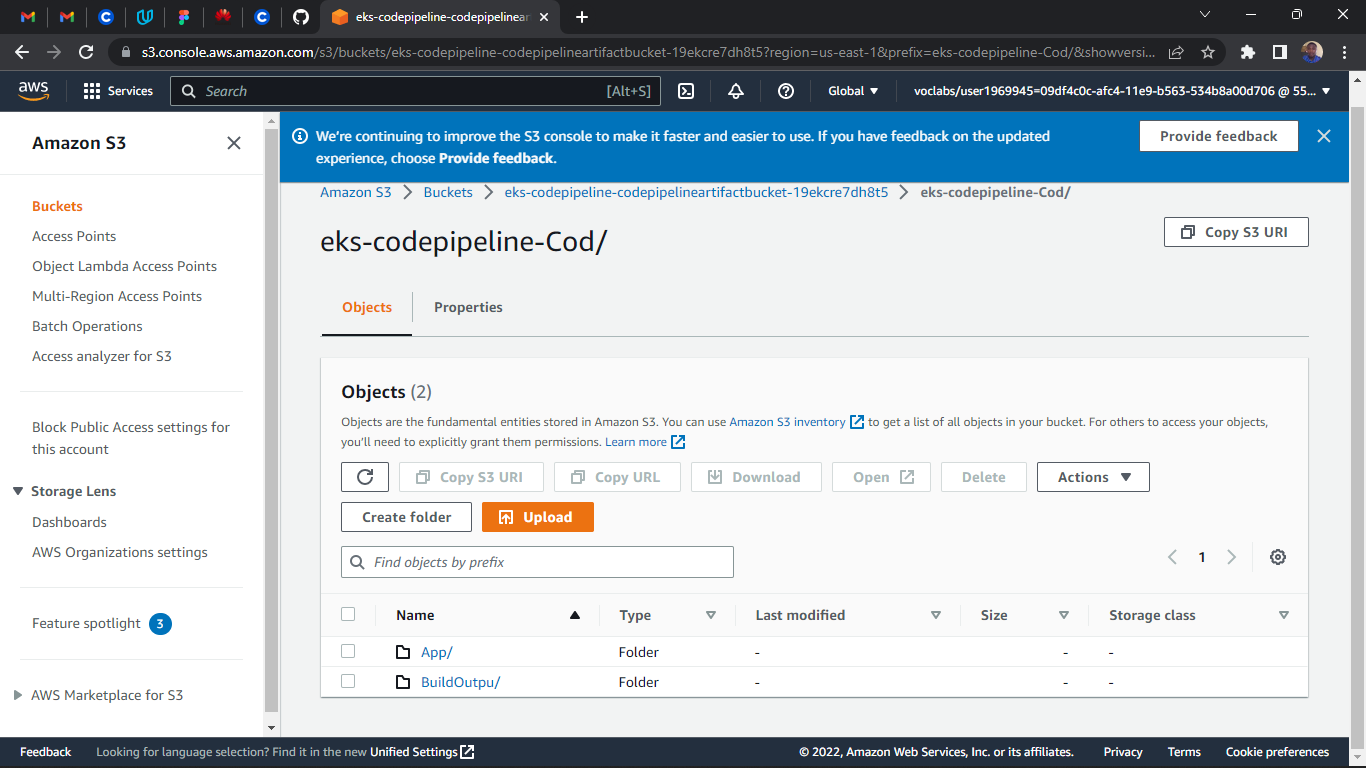 eks-codepipeline-codepipelinear
s3.console.aws.amazon.com/s3/buckets/eks-codepipeline-codepipelineartifactbucket-19ekcre7dh8t5?region=us-east-1&prefix=eks-codepipeline-Cod/&showversi...
aws
Services
Search
[Alt+S]
Global
voclabs/user1969945=09df4c0c-afc4-11e9-b563-534b8a00d706 @ 55...
Amazon S3
Buckets
Access Points
Object Lambda Access Points
Multi-Region Access Points
Batch Operations
Access analyzer for S3
Block Public Access settings for
this account
Storage Lens
Dashboards
AWS Organizations settings
Feature spotlight 3
AWS Marketplace for S3
We're continuing to improve the S3 console to make it faster and easier to use. If you have feedback on the updated
experience, choose Provide feedback.
Provide feedback
Amazon S3 > Buckets > eks-codepipeline-codepipelineartifactbucket-19ekcre7dh8t5 > eks-codepipeline-Cod/
eks-codepipeline-Cod/
Copy S3 URI
Objects
Properties
Objects (2)
Objects are the fundamental entities stored in Amazon S3. You can use Amazon S3 inventory to get a list of all objects in your bucket. For others to access your objects,
you'll need to explicitly grant them permissions. Learn more
Copy S3 URI
Copy URL
Download
Open
Delete
Actions
Create folder
Upload
Find objects by prefix
1
Name Type Last modified Size Storage class
App/ Folder - - -
BuildOutpu/ Folder - - -
Feedback
Looking for language selection? Find it in the new Unified Settings
© 2022, Amazon Web Services, Inc. or its affiliates.
Privacy
Terms
Cookie preferences